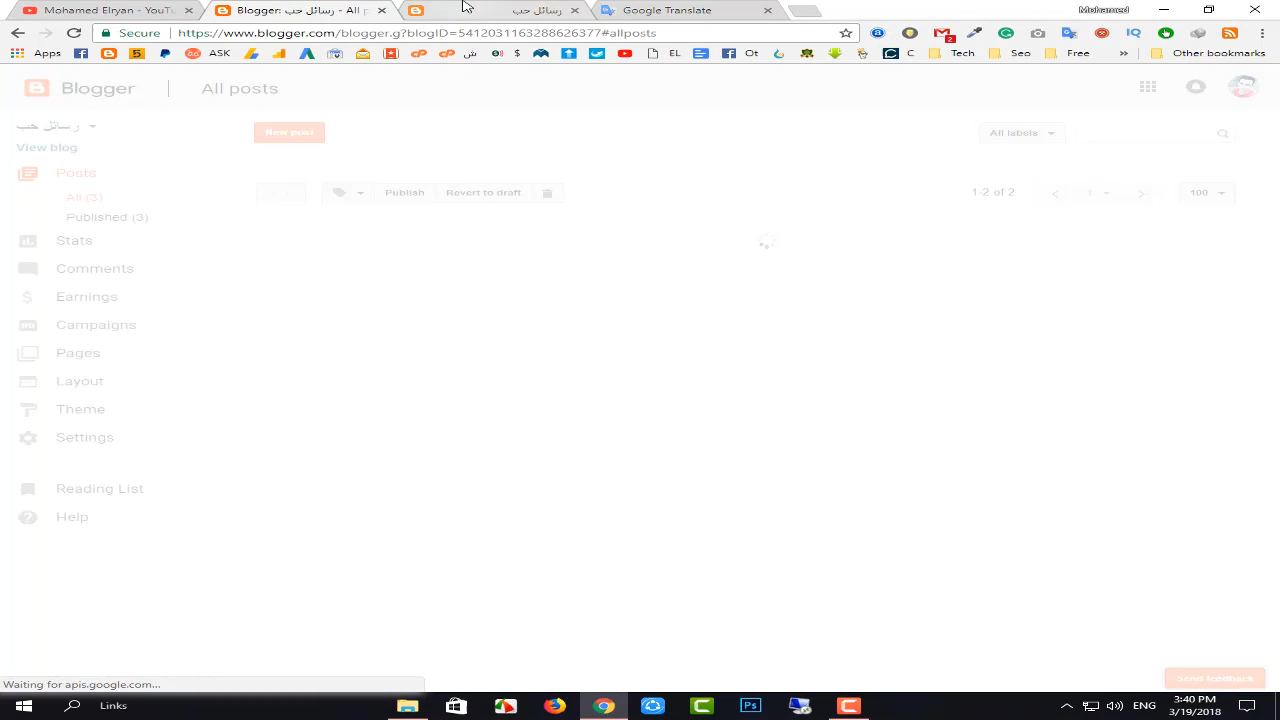 Mohamed Elryan - YouTu
Blogger: رسائل حب - All p
رسائل حب
Google Translate
Mohamed
Secure
https://www.blogger.com/blogger.g?blogID=5412031163288626377#allposts
2
Apps
ASK
ش
$
EL
Ot
C
Tech
Seo
Free
»
Other bookmarks
Blogger
All posts
رسائل حب
View blog
New post
All labels
Posts
All (3)
Published (3)
Publish
Revert to draft
1-2 of 2
1
100
Stats
Comments
Earnings
Campaigns
Pages
Layout
Theme
Settings
Reading List
Help
Waiting for apis.google.com...
Send feedback
Links
Ps
ENG
3:40 PM
3/19/2018